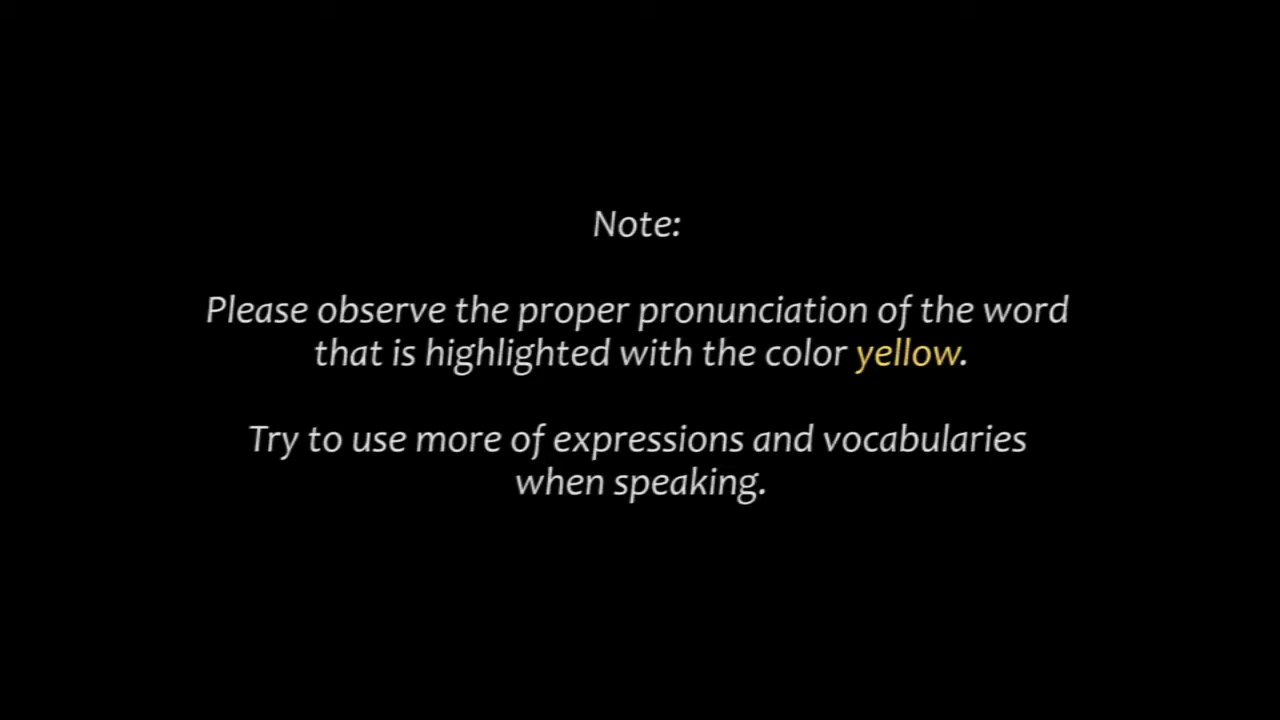 Note:
Please observe the proper pronunciation of the word
that is highlighted with the color yellow.
Try to use more of expressions and vocabularies
when speaking.